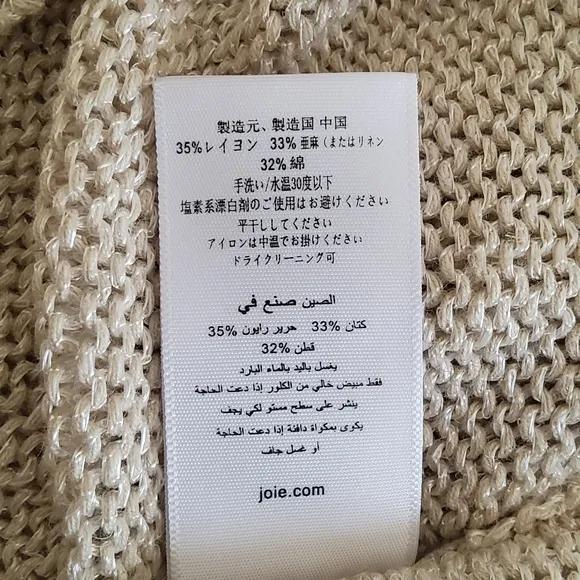 製造元、製造国 中国
35%レイヨン 33% 亜麻(またはリネン
32% 綿
手洗い/水温30度以下
塩素系漂白剤のご使用はお避けください
平干ししてください
アイロンは中温でお掛けください
ドライクリーニング可
الصين صنع في
35% حرير رايون 33% كتان
32% قطن
يغسل باليد بالماء البارد
فقط مبيض خالي من الكلور إذا دعت الحاجة
ينشر على سطح مستو لكي يجف
يكوى بمكواة دافئة إذا دعت الحاجة
أو غسل جاف
joie.com